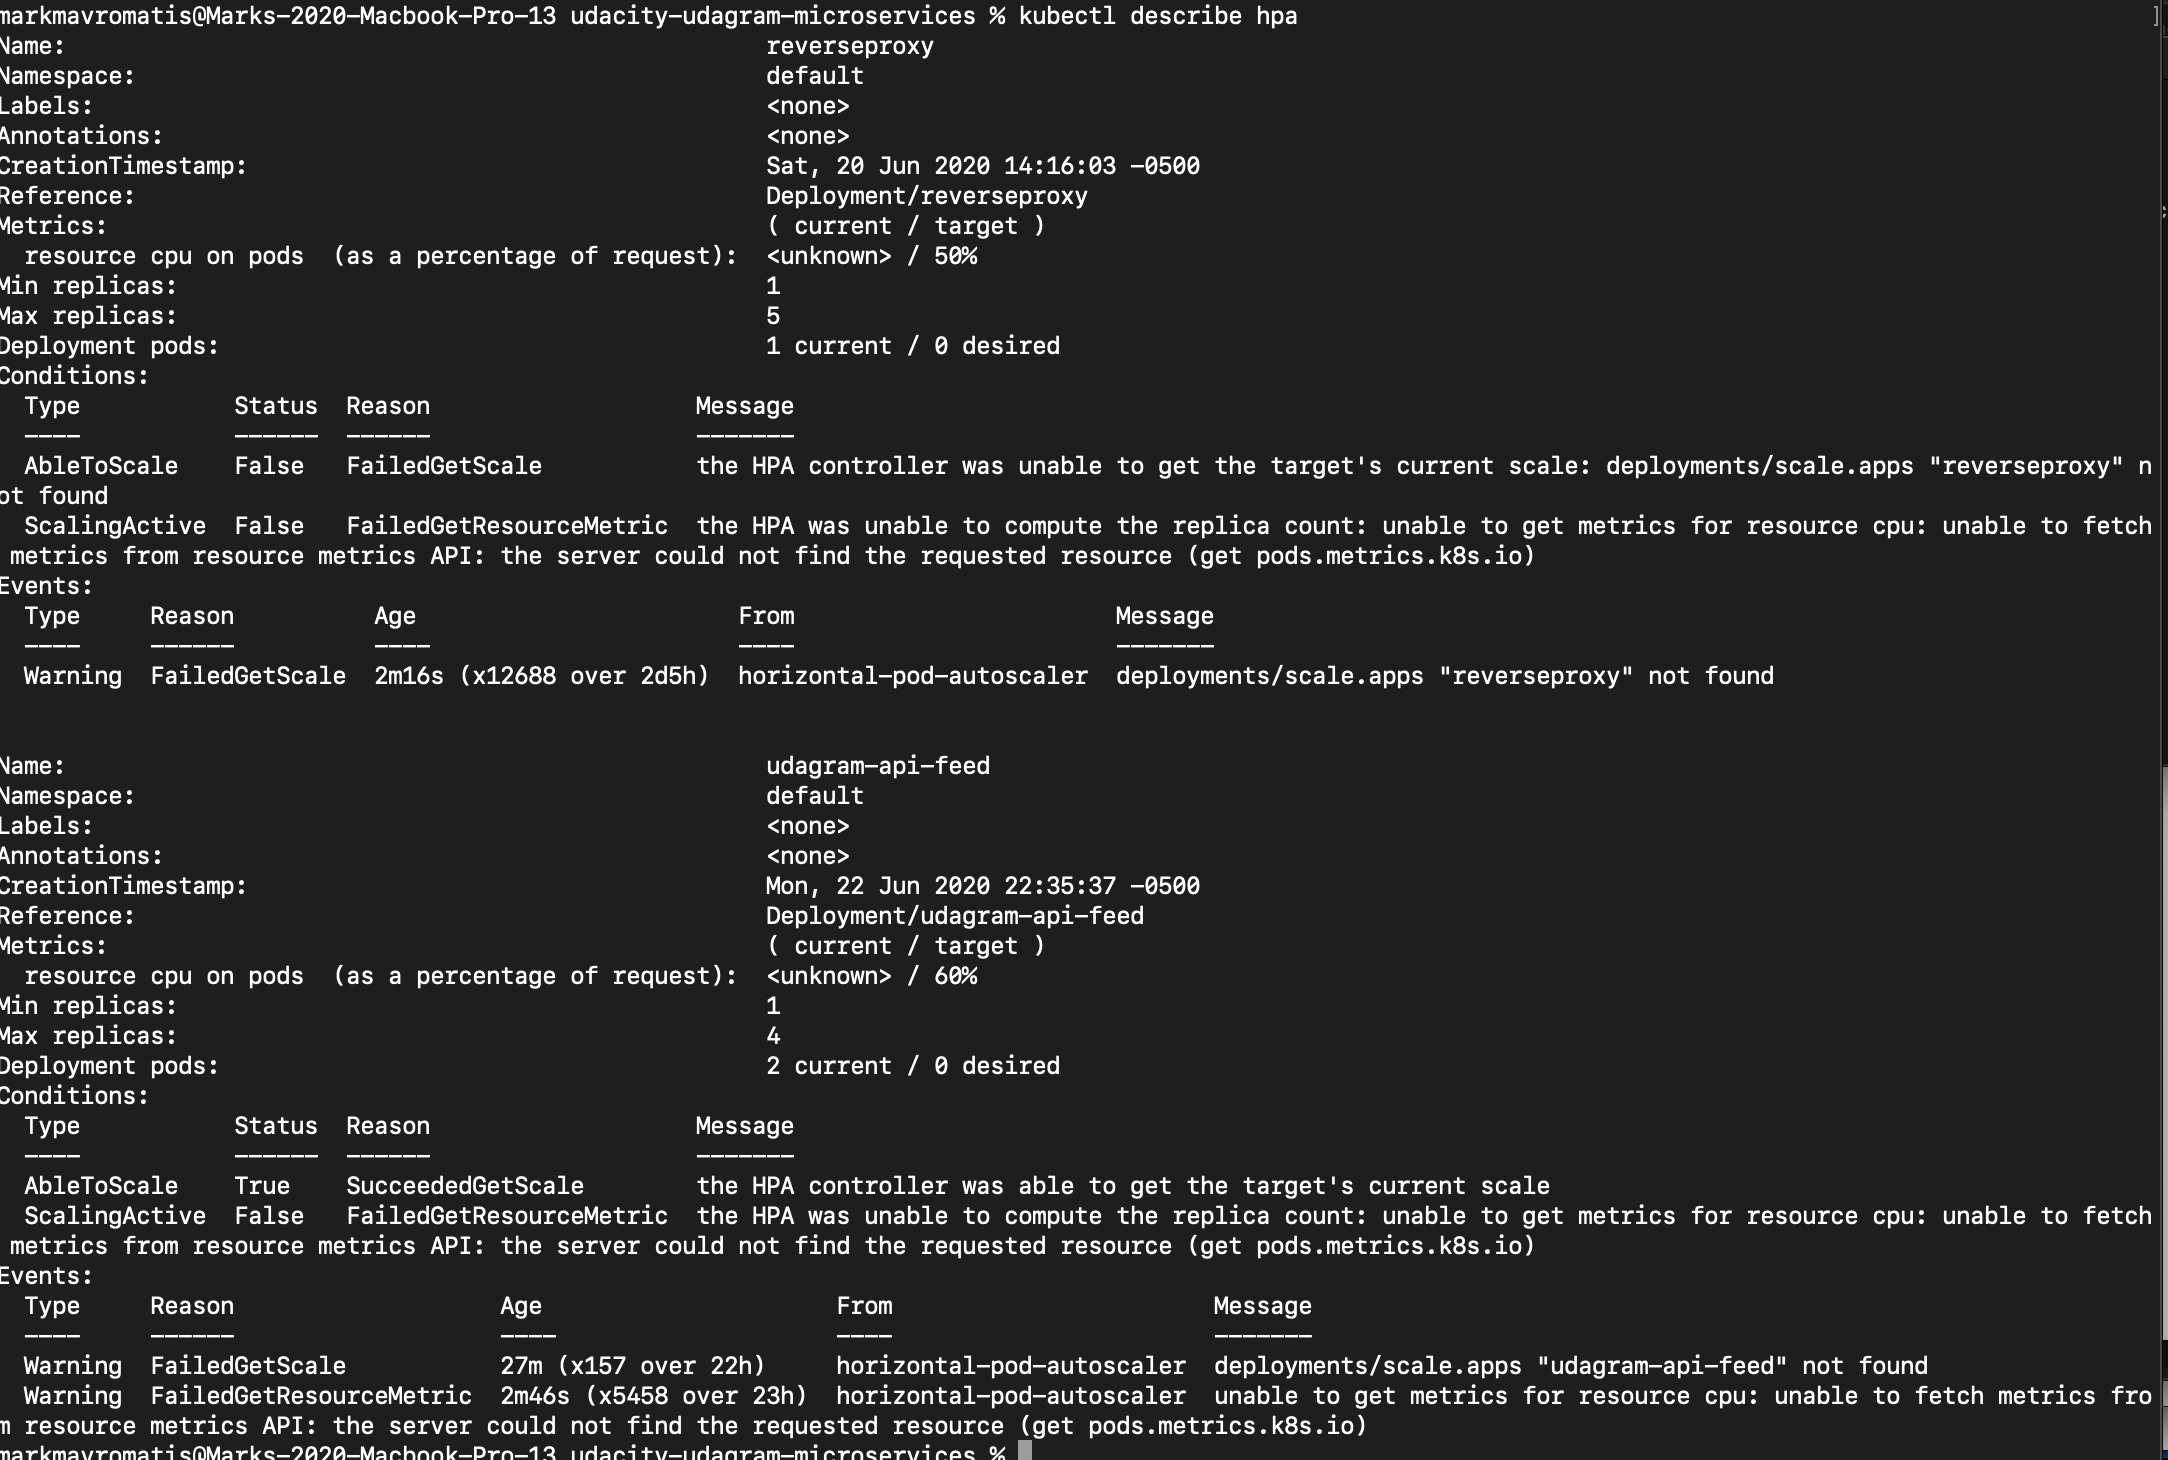 markmavromatis@Marks-2020-Macbook-Pro-13 udacity-udagram-microservices % kubectl describe hpa ]
Name: reverseproxy
Namespace: default
Labels: <none>
Annotations: <none>
CreationTimestamp: Sat, 20 Jun 2020 14:16:03 -0500
Reference: Deployment/reverseproxy
Metrics: ( current / target )
resource cpu on pods (as a percentage of request): <unknown> / 50%
Min replicas: 1
Max replicas: 5
Deployment pods: 1 current / 0 desired
Conditions:
Type Status Reason Message
---- ------ ------ -------
AbleToScale False FailedGetScale the HPA controller was unable to get the target's current scale: deployments/scale.apps "reverseproxy" n
ot found
ScalingActive False FailedGetResourceMetric the HPA was unable to compute the replica count: unable to get metrics for resource cpu: unable to fetch
metrics from resource metrics API: the server could not find the requested resource (get pods.metrics.k8s.io)
Events:
Type Reason Age From Message
---- ------ ---- ---- -------
Warning FailedGetScale 2m16s (x12688 over 2d5h) horizontal-pod-autoscaler deployments/scale.apps "reverseproxy" not found
Name: udagram-api-feed
Namespace: default
Labels: <none>
Annotations: <none>
CreationTimestamp: Mon, 22 Jun 2020 22:35:37 -0500
Reference: Deployment/udagram-api-feed
Metrics: ( current / target )
resource cpu on pods (as a percentage of request): <unknown> / 60%
Min replicas: 1
Max replicas: 4
Deployment pods: 2 current / 0 desired
Conditions:
Type Status Reason Message
---- ------ ------ -------
AbleToScale True SucceededGetScale the HPA controller was able to get the target's current scale
ScalingActive False FailedGetResourceMetric the HPA was unable to compute the replica count: unable to get metrics for resource cpu: unable to fetch
metrics from resource metrics API: the server could not find the requested resource (get pods.metrics.k8s.io)
Events:
Type Reason Age From Message
---- ------ ---- ---- -------
Warning FailedGetScale 27m (x157 over 22h) horizontal-pod-autoscaler deployments/scale.apps "udagram-api-feed" not found
Warning FailedGetResourceMetric 2m46s (x5458 over 23h) horizontal-pod-autoscaler unable to get metrics for resource cpu: unable to fetch metrics fro
m resource metrics API: the server could not find the requested resource (get pods.metrics.k8s.io)
markmavromatis@Marks-2020-Macbook-Pro-13 udacity-udagram-microservices %